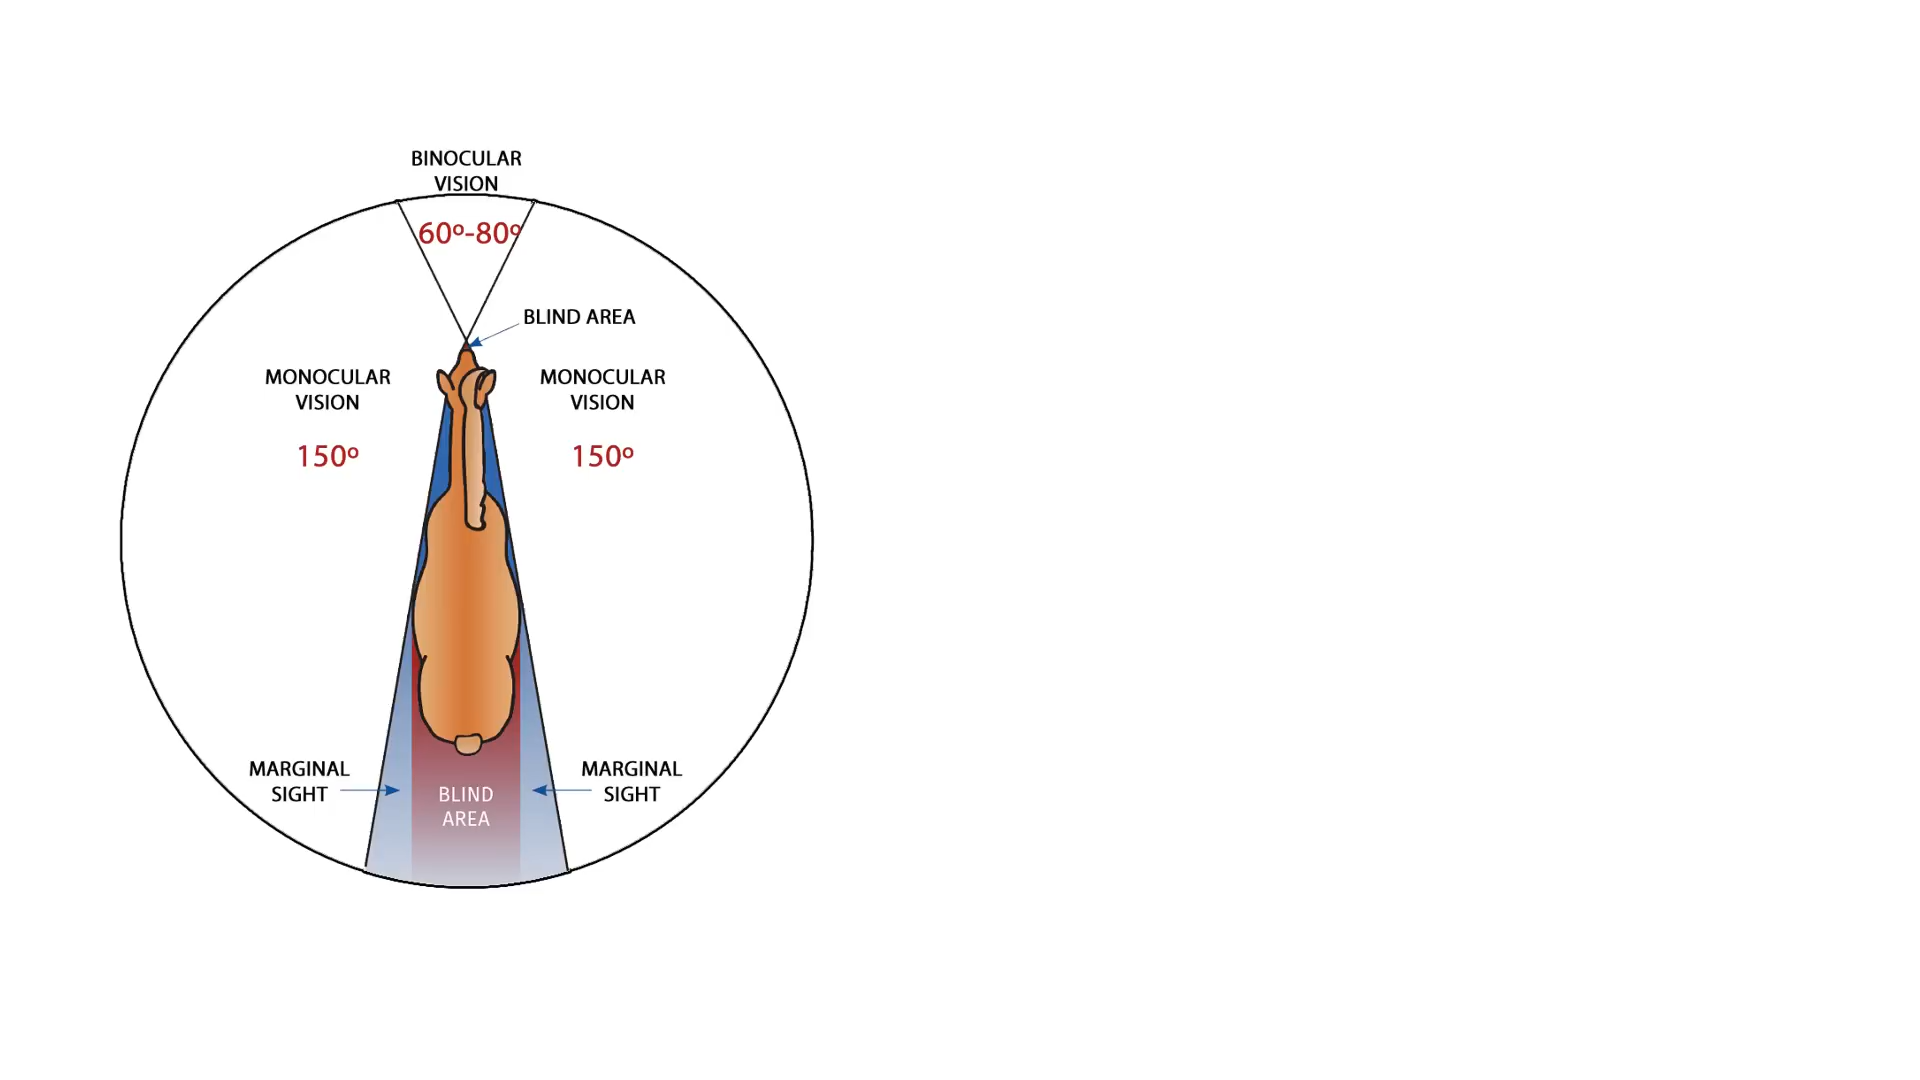 BINOCULAR
VISION
60º-80º
BLIND AREA
MONOCULAR
VISION
150º
MONOCULAR
VISION
150º
MARGINAL
SIGHT
BLIND
AREA
MARGINAL
SIGHT